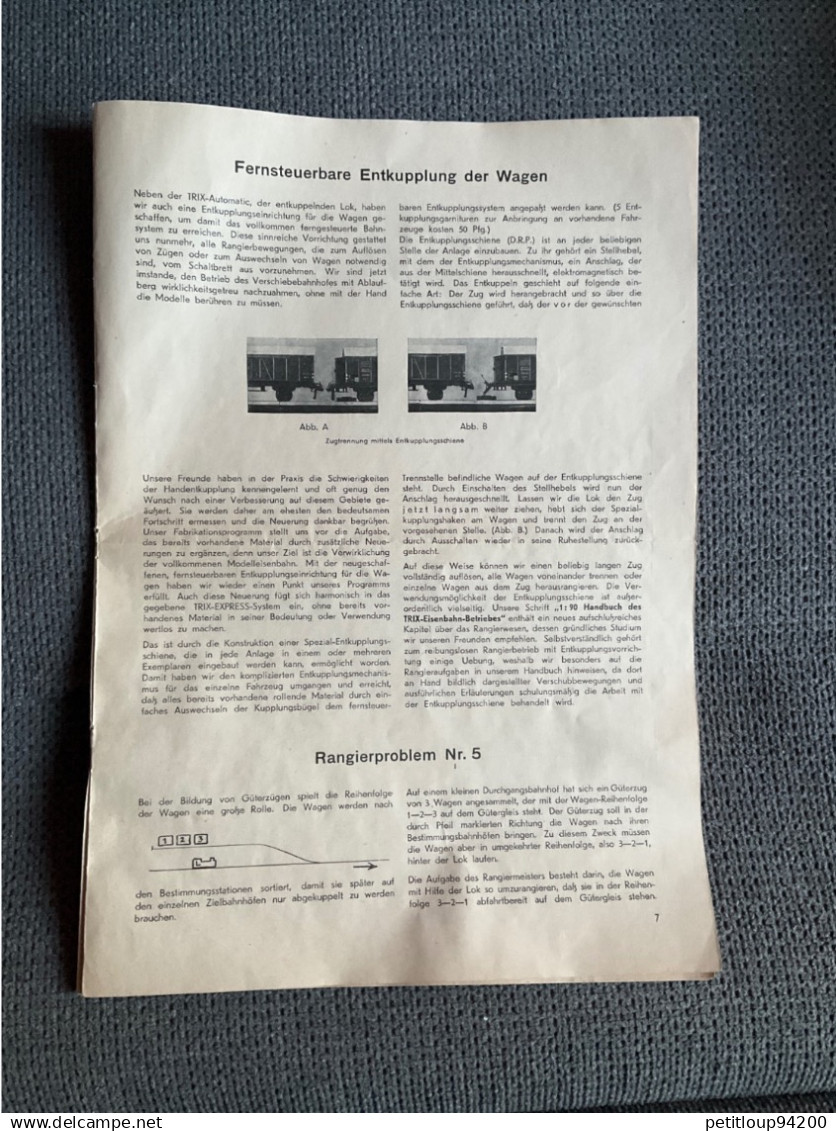 Fernsteuerbare Entkupplung der Wagen
Neben der TRIX-Automatic, der entkuppelnden Lok, haben
wir auch eine Entkupplungseinrichtung für die Wagen ge-
schaffen, um damit das vollkommen ferngesteuerte Bahn-
system zu erreichen. Diese sinnreiche Vorrichtung gestattet
uns nunmehr, alle Rangierbewegungen, die zum Auflösen
von Zügen oder zum Auswechseln von Wagen notwendig
sind, vom Schaltbrett aus vorzunehmen. Wir sind jetzt
imstande, den Betrieb des Verschiebebahnhofes mit Ablauf-
berg wirklichkeitsgetreu nachzuahmen, ohne mit der Hand
die Modelle berühren zu müssen.
baren Entkupplungssystem angepaßt werden kann. (5 Ent-
kupplungsgarnituren zur Anbringung an vorhandene Fahr-
zeuge kosten 50 Pfg.)
Die Entkupplungsschiene (D.R.P.) ist an jeder beliebigen
Stelle der Anlage einzubauen. Zu ihr gehört ein Stellhebel,
mit dem der Entkupplungsmechanismus, ein Anschlag, der
aus der Mittelschiene herausschnellt, elektromagnetisch be-
tätigt wird. Das Entkuppeln geschieht auf folgende ein-
fache Art: Der Zug wird herangebracht und so über die
Entkupplungsschiene geführt, daß der vor der gewünschten
Abb. A
Abb. B
Zugtrennung mittels Entkupplungsschiene
Unsere Freunde haben in der Praxis die Schwierigkeiten
der Handentkupplung kennengelernt und oft genug den
Wunsch nach einer Verbesserung auf diesem Gebiete ge-
äußert. Sie werden daher am ehesten den bedeutsamen
Fortschritt ermessen und die Neuerung dankbar begrüßen.
Unser Fabrikationsprogramm stellt uns vor die Aufgabe,
das bereits vorhandene Material durch zusätzliche Neue-
rungen zu ergänzen, denn unser Ziel ist die Verwirklichung
der vollkommenen Modelleisenbahn. Mit der neugeschaf-
fenen, fernsteuerbaren Entkupplungseinrichtung für die Wa-
gen haben wir wieder einen Punkt unseres Programms
erfüllt. Auch diese Neuerung fügt sich harmonisch in das
gegebene TRIX-EXPRESS-System ein, ohne bereits vor-
handenes Material in seiner Bedeutung oder Verwendung
wertlos zu machen.
Das ist durch die Konstruktion einer Spezial-Entkupplungs-
schiene, die in jede Anlage in einem oder mehreren
Exemplaren eingebaut werden kann, ermöglicht worden.
Damit haben wir den komplizierten Entkupplungsmechanis-
mus für das einzelne Fahrzeug umgangen und erreicht,
daß alles bereits vorhandene rollende Material durch ein-
faches Auswechseln der Kupplungsbügel dem fernsteuer-
Trennstelle befindliche Wagen auf der Entkupplungsschiene
steht. Durch Einschalten des Stellhebels wird nun der
Anschlag herausgeschnellt. Lassen wir die Lok den Zug
jetzt langsam weiter ziehen, hebt sich der Spezial-
kupplungshaken am Wagen und trennt den Zug an der
vorgesehenen Stelle. (Abb. B.) Danach wird der Anschlag
durch Ausschalten wieder in seine Ruhestellung zurück-
gebracht.
Auf diese Weise können wir einen beliebig langen Zug
vollständig auflösen, alle Wagen voneinander trennen oder
einzelne Wagen aus dem Zug herausrangieren. Die Ver-
wendungsmöglichkeit der Entkupplungsschiene ist außer-
ordentlich vielseitig. Unsere Schrift „1:90 Handbuch des
TRIX-Eisenbahn-Betriebes" enthält ein neues aufschlußreiches
Kapitel über das Rangierwesen, dessen gründliches Studium
wir unseren Freunden empfehlen. Selbstverständlich gehört
zum reibungslosen Rangierbetrieb mit Entkupplungsvorrich-
tung einige Uebung, weshalb wir besonders auf die
Rangieraufgaben in unserem Handbuch hinweisen, da dort
an Hand bildlich dargestellter Verschubbewegungen und
ausführlichen Erläuterungen schulungsmäßig die Arbeit mit
der Entkupplungsschiene behandelt wird.
Rangierproblem Nr. 5
Bei der Bildung von Güterzügen spielt die Reihenfolge
der Wagen eine große Rolle. Die Wagen werden nach
1 2 3
den Bestimmungsstationen sortiert, damit sie später auf
den einzelnen Zielbahnhöfen nur abgekuppelt zu werden
brauchen.
Auf einem kleinen Durchgangsbahnhof hat sich ein Güterzug
von 3 Wagen angesammelt, der mit der Wagen-Reihenfolge
1—2—3 auf dem Gütergleis steht. Der Güterzug soll in der
durch Pfeil markierten Richtung die Wagen nach ihren
Bestimmungsbahnhöfen bringen. Zu diesem Zweck müssen
die Wagen aber in umgekehrter Reihenfolge, also 3—2—1,
hinter der Lok laufen.
Die Aufgabe des Rangiermeisters besteht darin, die Wagen
mit Hilfe der Lok so umzurangieren, daß sie in der Reihen-
folge 3—2—1 abfahrtbereit auf dem Gütergleis stehen.
7
petitloup94200